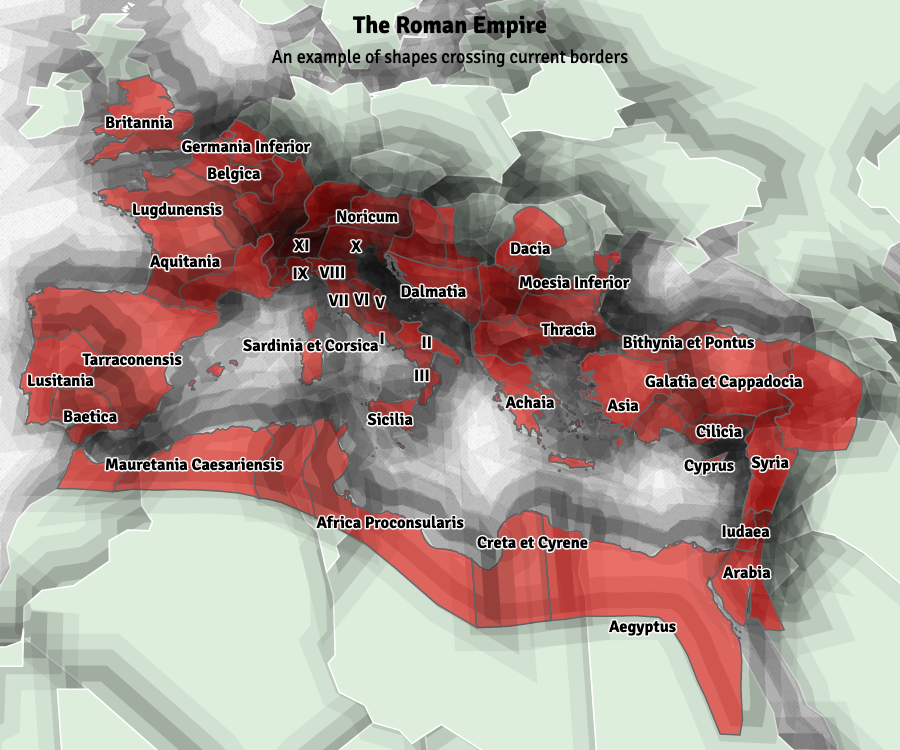 The Roman Empire
An example of shapes crossing current borders
Britannia
Germania Inferior
Belgica
Lugdunensis
Noricum
XI
X
Dacia
Aquitania
IX
VIII
Moesia Inferior
Dalmatia
VII
VI
V
Thracia
Sardinia et Corsica
I
II
Bithynia et Pontus
Tarraconensis
Lusitania
III
Galatia et Cappadocia
Baetica
Sicilia
Achaia
Asia
Cilicia
Mauretania Caesariensis
Cyprus
Syria
Africa Proconsularis
Creta et Cyrene
Iudaea
Arabia
Aegyptus